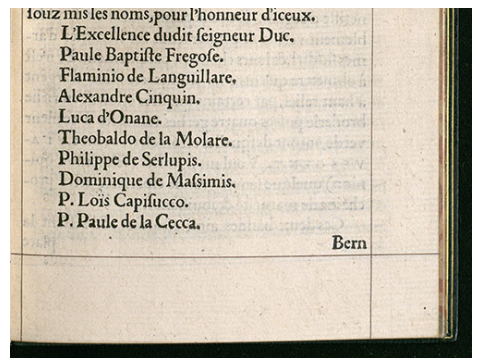 ſouz mis les noms, pour l'honneur d'iceux.
L'Excellence dudit ſeigneur Duc.
Paule Baptiſte Fregoſe.
Flaminio de Languillare.
Alexandre Cinquin.
Luca d'Onane.
Theobaldo de la Molare.
Philippe de Serlupis.
Dominique de Maſsimis.
P. Loïs Capiſucco.
P. Paule de la Cecca.
Bern